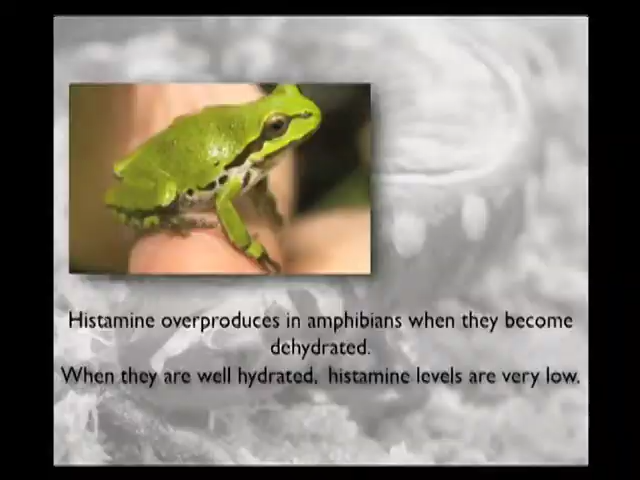 Histamine overproduces in amphibians when they become
dehydrated.
When they are well hydrated, histamine levels are very low.